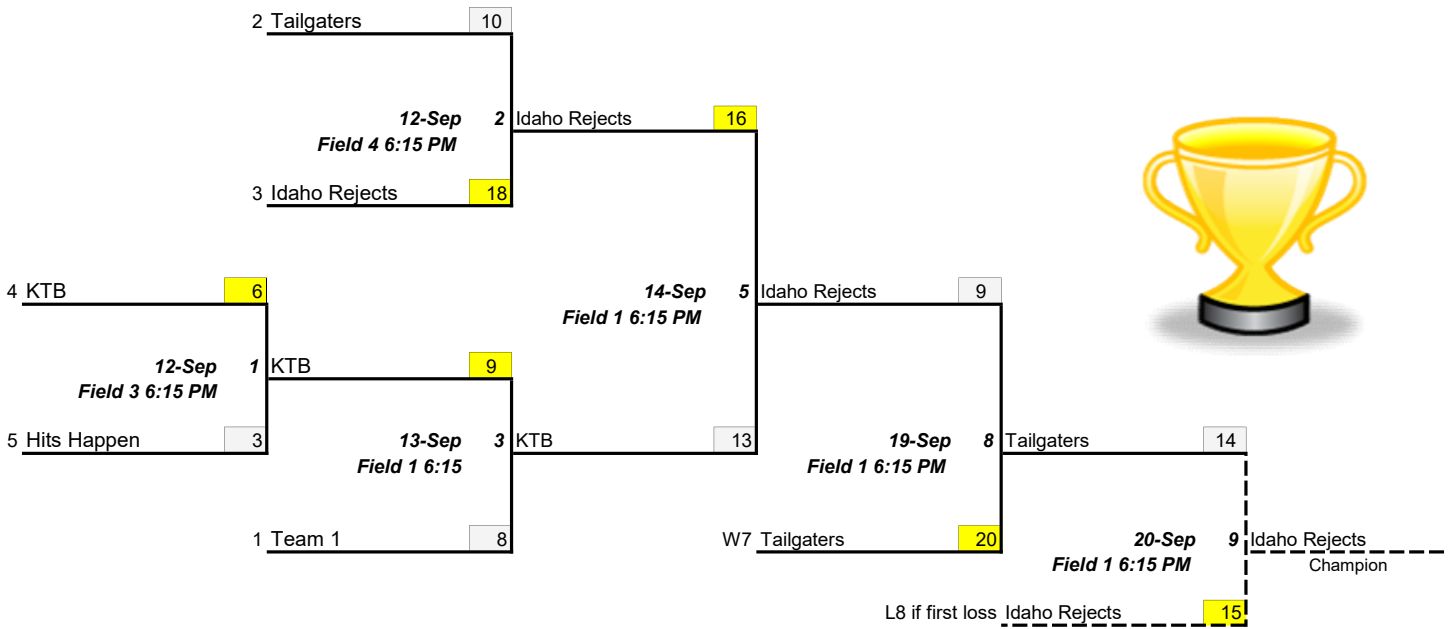 2 Tailgaters 10
12-Sep 2 Idaho Rejects 16
Field 4 6:15 PM
3 Idaho Rejects 18
4 KTB 6
14-Sep 5 Idaho Rejects 9
Field 1 6:15 PM
12-Sep 1 KTB 9
Field 3 6:15 PM
5 Hits Happen 3
13-Sep 3 KTB 13
Field 1 6:15
19-Sep 8 Tailgaters 14
Field 1 6:15 PM
1 Team 1 8
W7 Tailgaters 20
20-Sep 9 Idaho Rejects
Field 1 6:15 PM
Champion
L8 if first loss Idaho Rejects 15